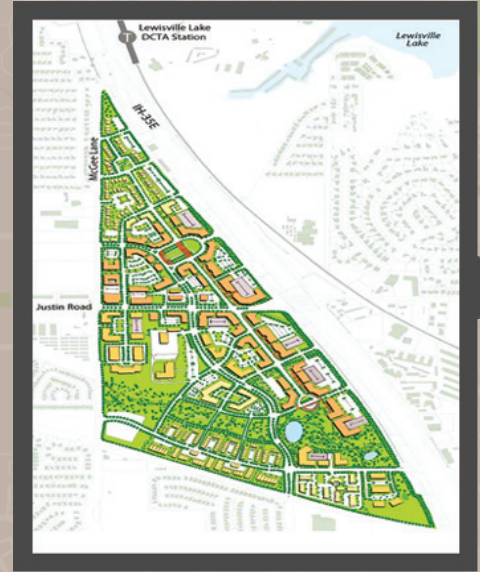 Lewisville Lake
DCTA Station
T
Lewisville
Lake
IH-35E
McGee Lane
Justin Road